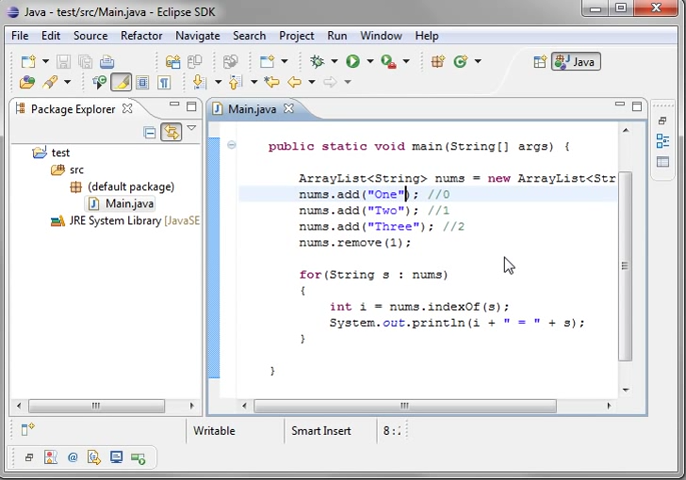 Java - test/src/Main.java - Eclipse SDK
File Edit Source Refactor Navigate Search Project Run Window Help
Java
Package Explorer
Main.java
test
src
(default package)
Main.java
JRE System Library [JavaSE
public static void main(String[] args) {
ArrayList<String> nums = new ArrayList<Str
nums.add("One"); //0
nums.add("Two"); //1
nums.add("Three"); //2
nums.remove(1);
for(String s : nums)
{
int i = nums.indexOf(s);
System.out.println(i + " = " + s);
}
}
Writable Smart Insert 8: